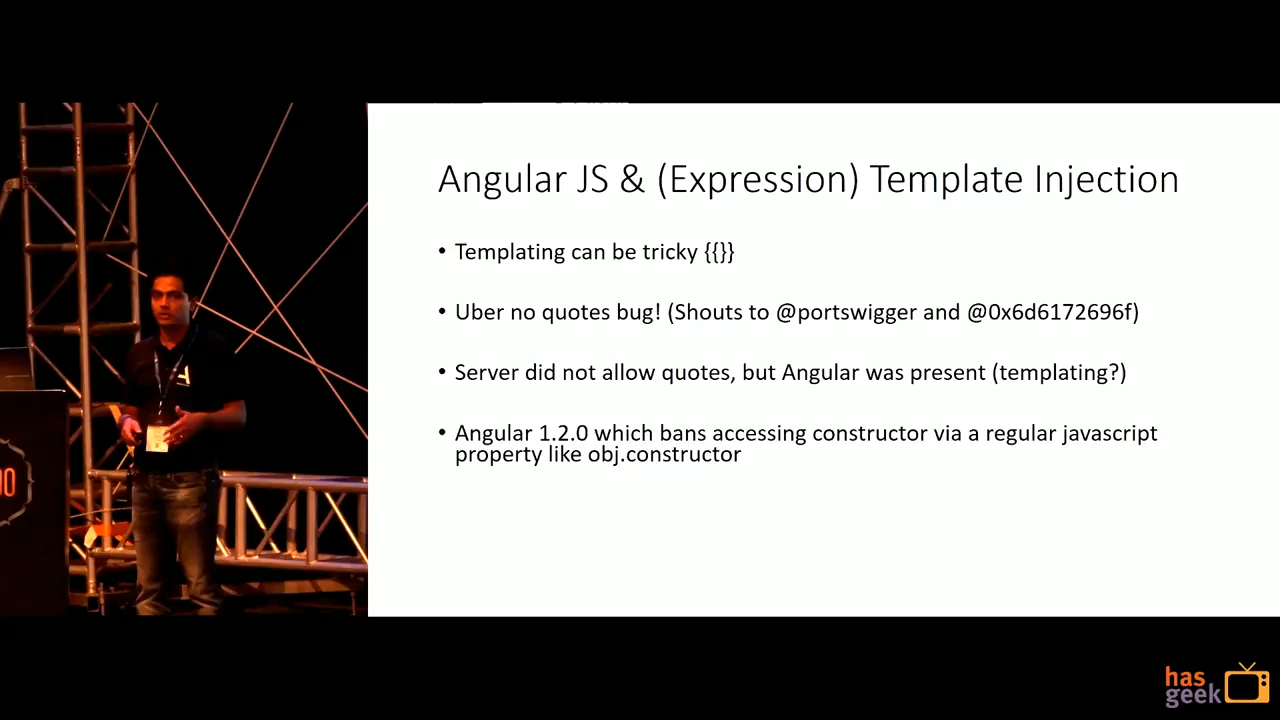 Angular JS & (Expression) Template Injection
• Templating can be tricky {{}}
• Uber no quotes bug! (Shouts to @portswigger and @0x6d6172696f)
• Server did not allow quotes, but Angular was present (templating?)
• Angular 1.2.0 which bans accessing constructor via a regular javascript
property like obj.constructor
has
geek